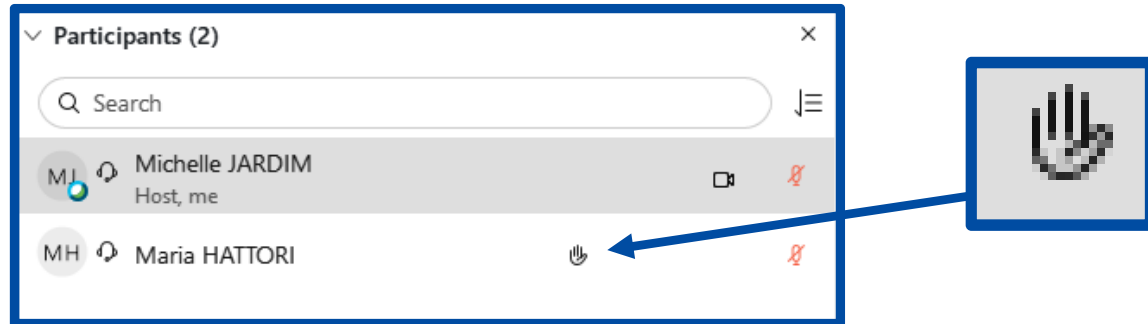 Participants (2)
Search
MJ Michelle JARDIM
Host, me
MH Maria HATTORI